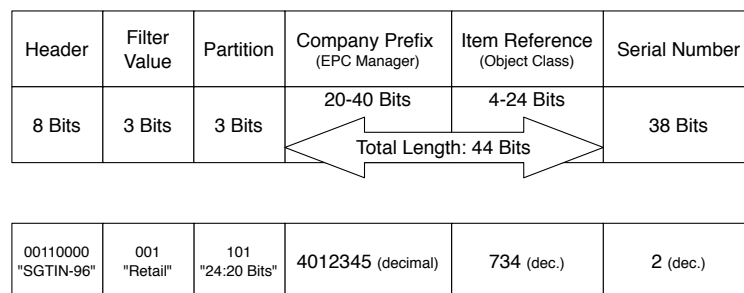 Header
Filter
Value
Partition
Company Prefix
(EPC Manager)
Item Reference
(Object Class)
Serial Number
8 Bits
3 Bits
3 Bits
20-40 Bits
4-24 Bits
Total Length: 44 Bits
38 Bits
00110000
"SGTIN-96"
001
"Retail"
101
"24:20 Bits"
4012345 (decimal)
734 (dec.)
2 (dec.)